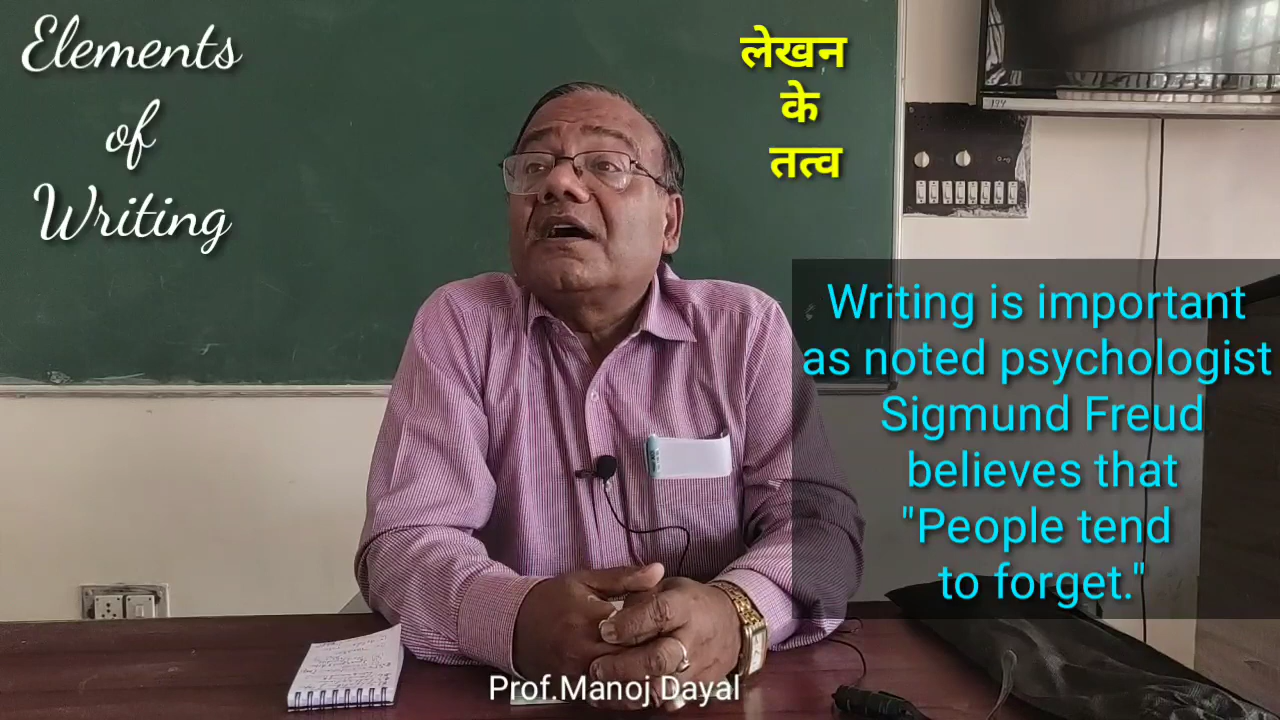 Elements
of
Writing
लेखन
के
तत्व
Writing is important
as noted psychologist
Sigmund Freud
believes that
"People tend
to forget."
Prof.Manoj Dayal